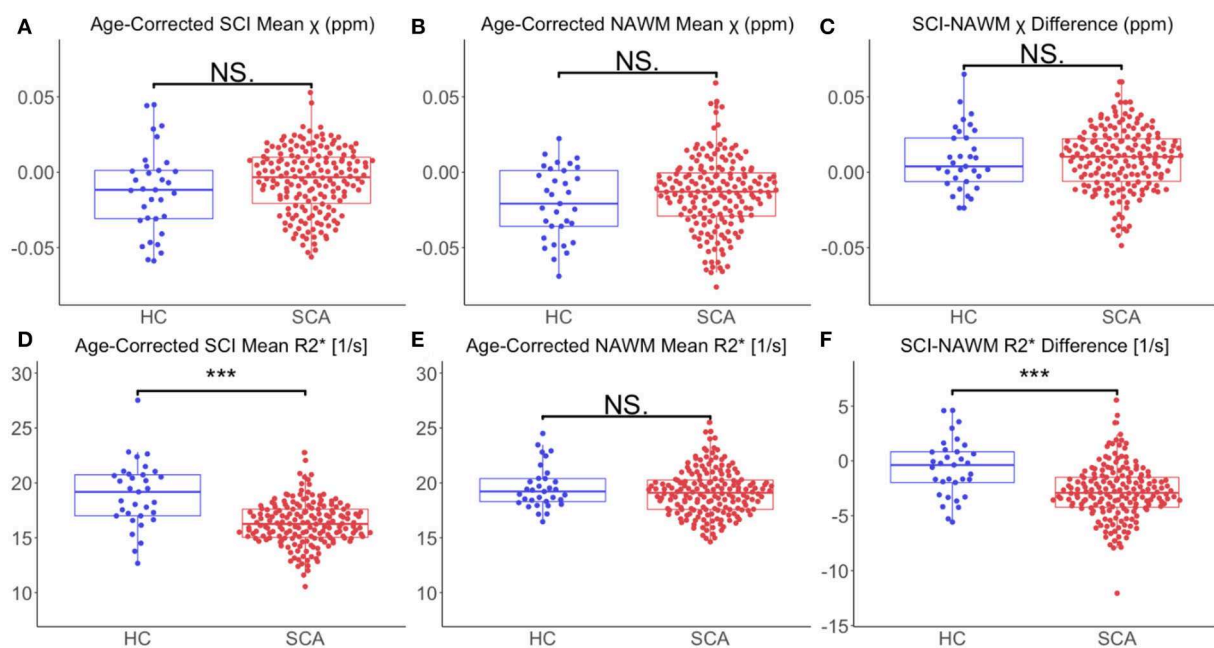 A Age-Corrected SCI Mean χ (ppm)
NS.
0.05
0.00
-0.05
HC SCA
B Age-Corrected NAWM Mean χ (ppm)
NS.
0.05
0.00
-0.05
HC SCA
C SCI-NAWM χ Difference (ppm)
NS.
0.05
0.00
-0.05
HC SCA
D Age-Corrected SCI Mean R2* [1/s]
***
30
25
20
15
10
HC SCA
E Age-Corrected NAWM Mean R2* [1/s]
NS.
30
25
20
15
10
HC SCA
F SCI-NAWM R2* Difference [1/s]
***
5
0
-5
-10
-15
HC SCA